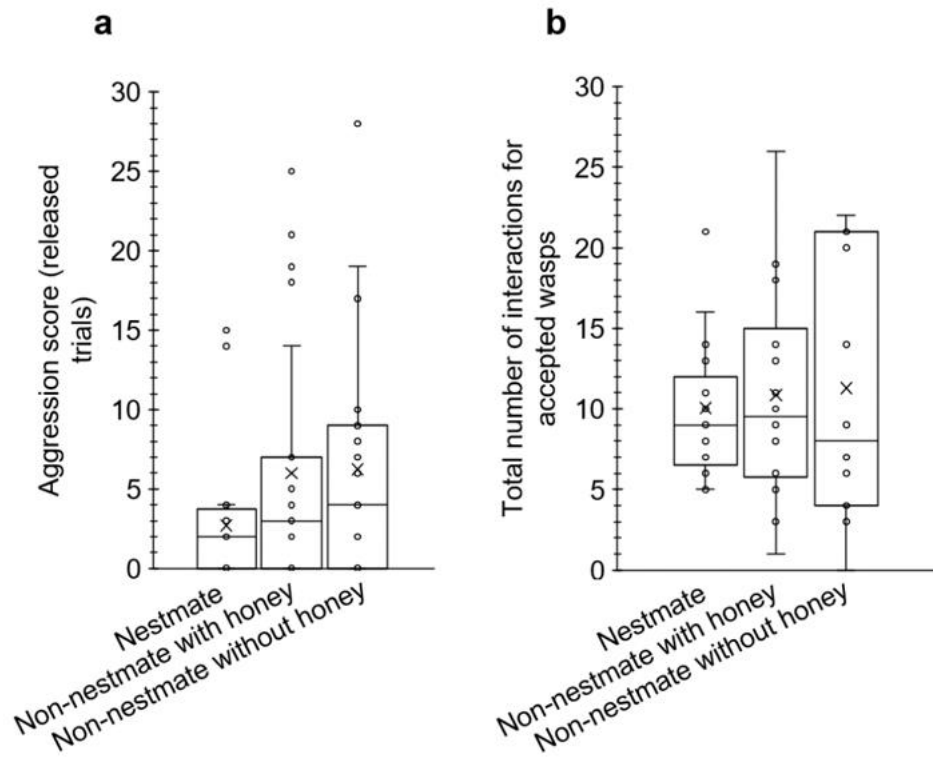 a
Aggression score (released
trials)
30
25
20
15
10
5
0
Nestmate
Non-nestmate with honey
Non-nestmate without honey
b
Total number of interactions for
accepted wasps
30
25
20
15
10
5
0
Nestmate
Non-nestmate with honey
Non-nestmate without honey